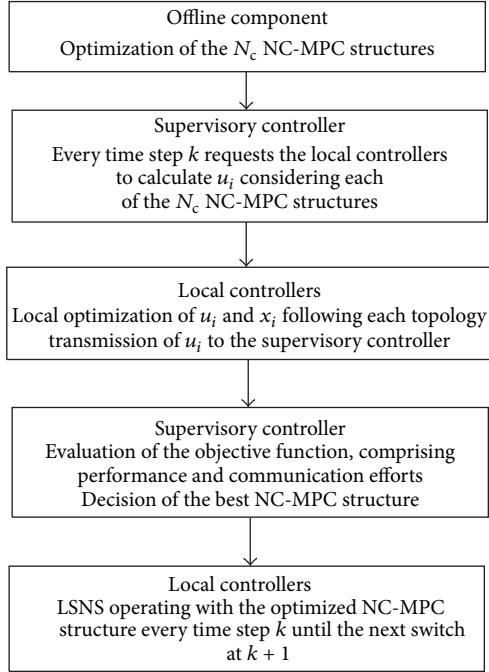 Offline component
Optimization of the N_c NC-MPC structures
Supervisory controller
Every time step k requests the local controllers
to calculate u_i considering each
of the N_c NC-MPC structures
Local controllers
Local optimization of u_i and x_i following each topology
transmission of u_i to the supervisory controller
Supervisory controller
Evaluation of the objective function, comprising
performance and communication efforts
Decision of the best NC-MPC structure
Local controllers
LSNS operating with the optimized NC-MPC
structure every time step k until the next switch
at k + 1